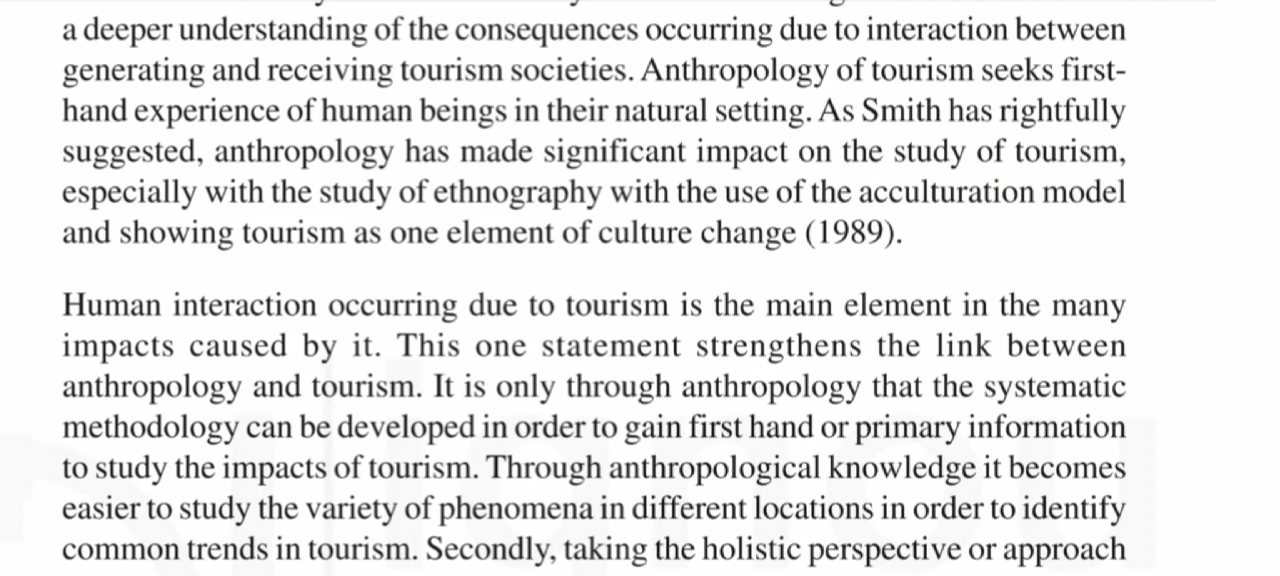 a deeper understanding of the consequences occurring due to interaction between
generating and receiving tourism societies. Anthropology of tourism seeks first-
hand experience of human beings in their natural setting. As Smith has rightfully
suggested, anthropology has made significant impact on the study of tourism,
especially with the study of ethnography with the use of the acculturation model
and showing tourism as one element of culture change (1989).
Human interaction occurring due to tourism is the main element in the many
impacts caused by it. This one statement strengthens the link between
anthropology and tourism. It is only through anthropology that the systematic
methodology can be developed in order to gain first hand or primary information
to study the impacts of tourism. Through anthropological knowledge it becomes
easier to study the variety of phenomena in different locations in order to identify
common trends in tourism. Secondly, taking the holistic perspective or approach